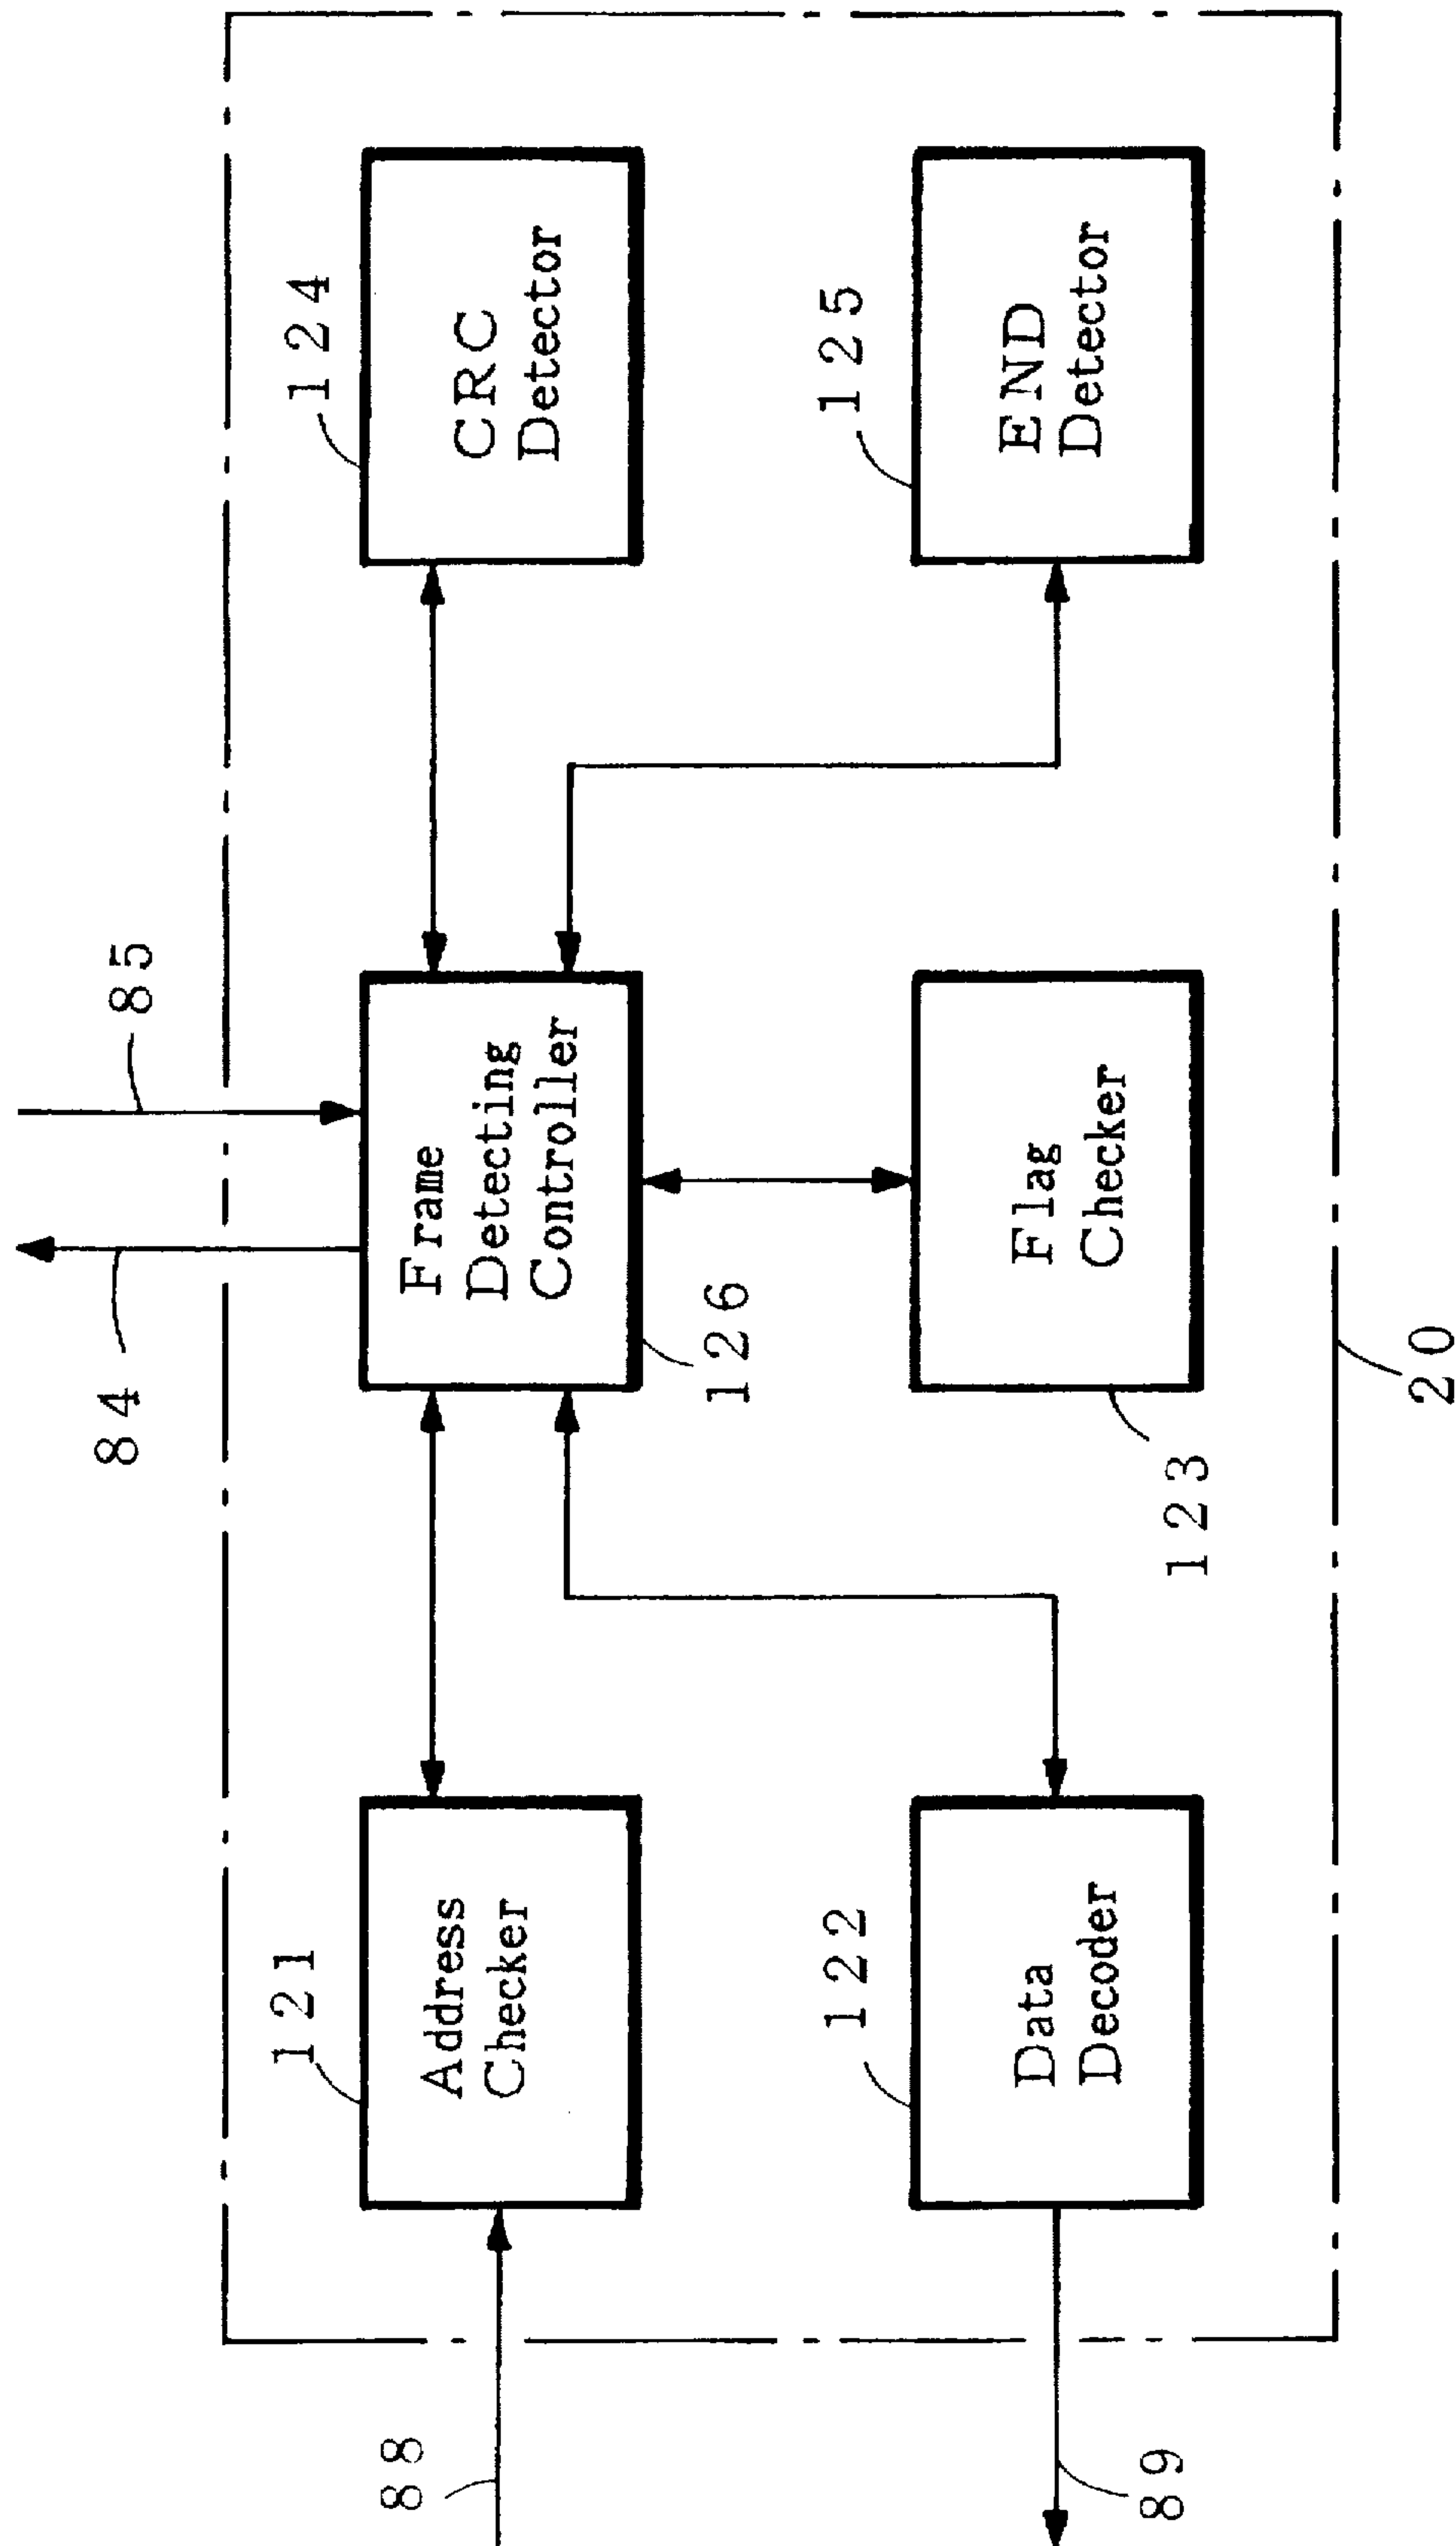 84
85
88
121
Address
Checker
126
Frame
Detecting
Controller
124
CRC
Detector
89
122
Data
Decoder
123
Flag
Checker
125
END
Detector
20